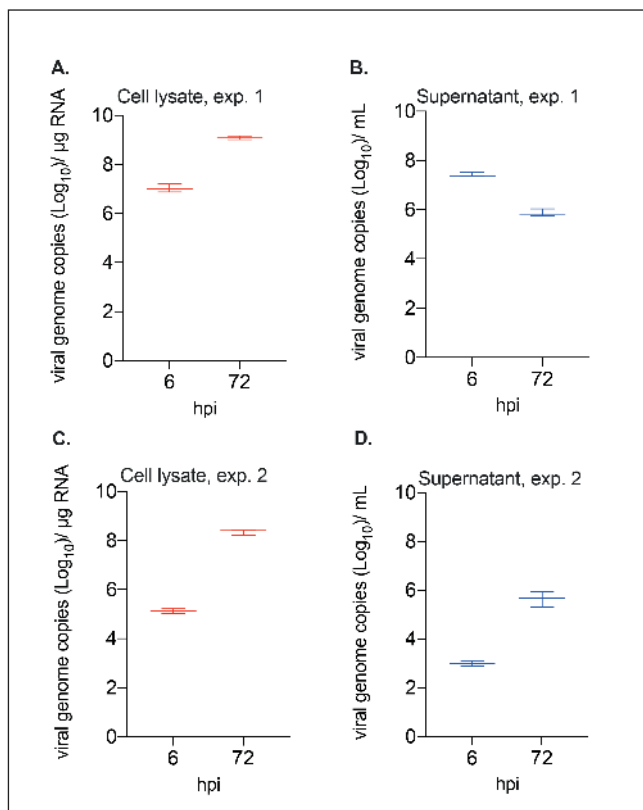 A.
Cell lysate, exp. 1
viral genome copies (Log10)/ µg RNA
10
8
6
4
2
0
6 72
hpi
B.
Supernatant, exp. 1
viral genome copies (Log10)/ mL
10
8
6
4
2
0
6 72
hpi
C.
Cell lysate, exp. 2
viral genome copies (Log10)/ µg RNA
10
8
6
4
2
0
6 72
hpi
D.
Supernatant, exp. 2
viral genome copies (Log10)/ mL
10
8
6
4
2
0
6 72
hpi